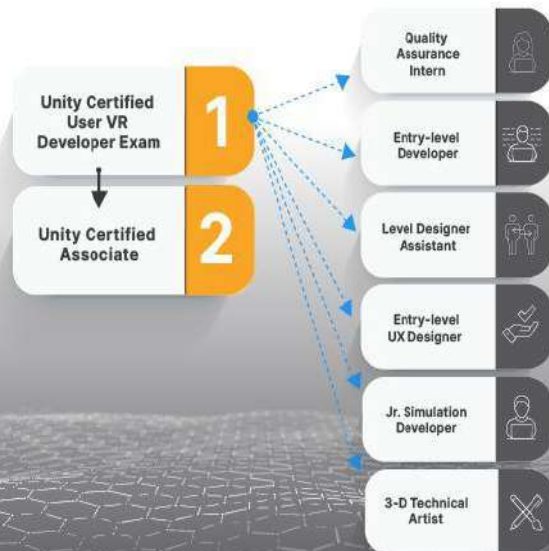 Unity Certified
User VR
Developer Exam
1
Unity Certified
Associate
2
Quality
Assurance
Intern
Entry-level
Developer
Level Designer
Assistant
Entry-level
UX Designer
Jr. Simulation
Developer
3-D Technical
Artist